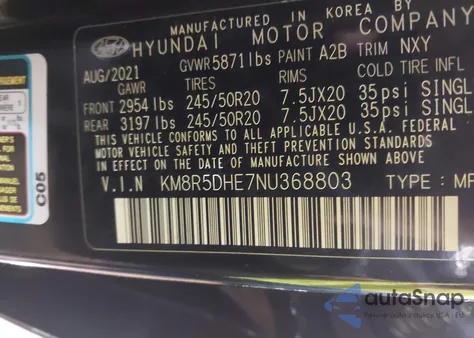 MANUFACTURED IN KOREA BY
HYUNDAI MOTOR COMPANY
AUG/2021 GVWR5871lbs PAINT A2B TRIM NXY
GAWR TIRES RIMS COLD TIRE INFL
FRONT 2954 lbs 245/50R20 7.5JX20 35psi SINGL
REAR 3197 lbs 245/50R20 7.5JX20 35psi SINGL
THIS VEHICLE CONFORMS TO ALL APPLICABLE U.S.A. FEDERAL
MOTOR VEHICLE SAFETY, BUMPER, AND THEFT PREVENTION STAND
IN EFFECT ON THE DATE OF MANUFACTURE SHOWN ABOVE.
V.I.N KM8R5DHE7NU368803 TYPE: MP
C05
autoSnap